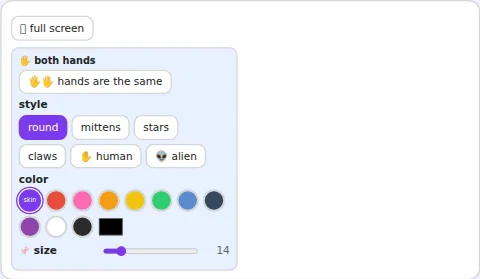 full screen
✋ both hands
🖐🖐 hands are the same
style
round mittens stars
claws ✋ human 👽 alien
color
skin
📌 size 14